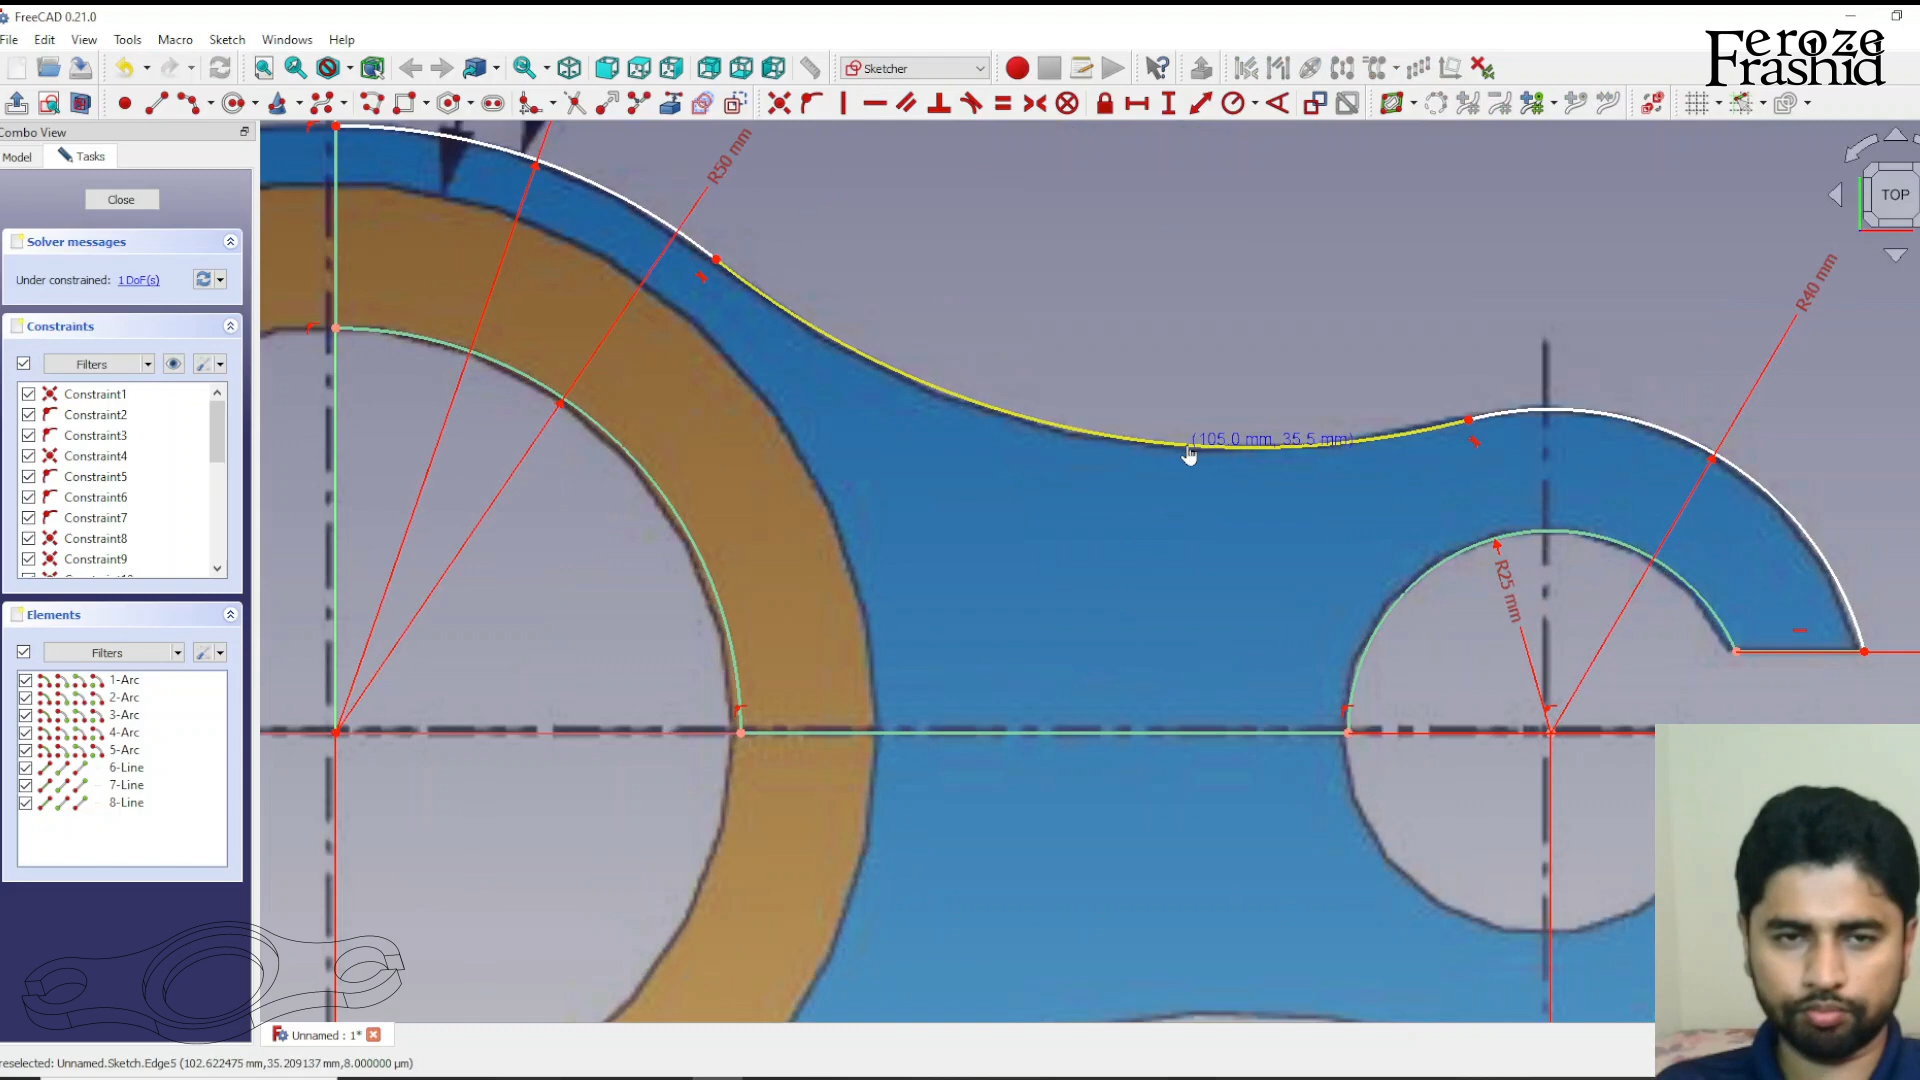 FreeCAD 0.21.0
File Edit View Tools Macro Sketch Windows Help
Feroze
Frashid
Sketcher
Combo View
Model Tasks
TOP
Close
Solver messages
Under constrained: 1 DoF(s)
Constraints
Filters
Constraint1
Constraint2
Constraint3
Constraint4
Constraint5
Constraint6
Constraint7
Constraint8
Constraint9
Elements
Filters
1-Arc
2-Arc
3-Arc
4-Arc
5-Arc
6-Line
7-Line
8-Line
R50 mm
R40 mm
(105.0 mm, 35.5 mm)
R25 mm
Unnamed : 1*
reselected: Unnamed.Sketch.Edge5 (102.622475 mm,35.209137 mm,8.000000 µm)